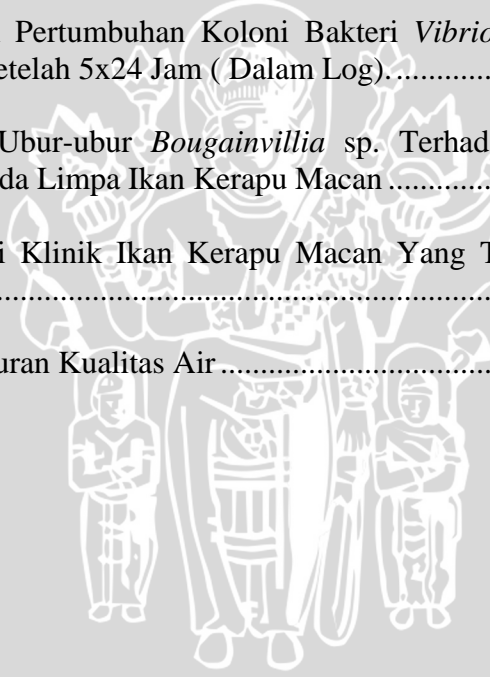 Pertumbuhan Koloni Bakteri Vibrio
etelah 5x24 Jam ( Dalam Log)..............
Ubur-ubur Bougainvillia sp. Terhad
da Limpa Ikan Kerapu Macan ..............
i Klinik Ikan Kerapu Macan Yang T
..........................................................
uran Kualitas Air ...................................